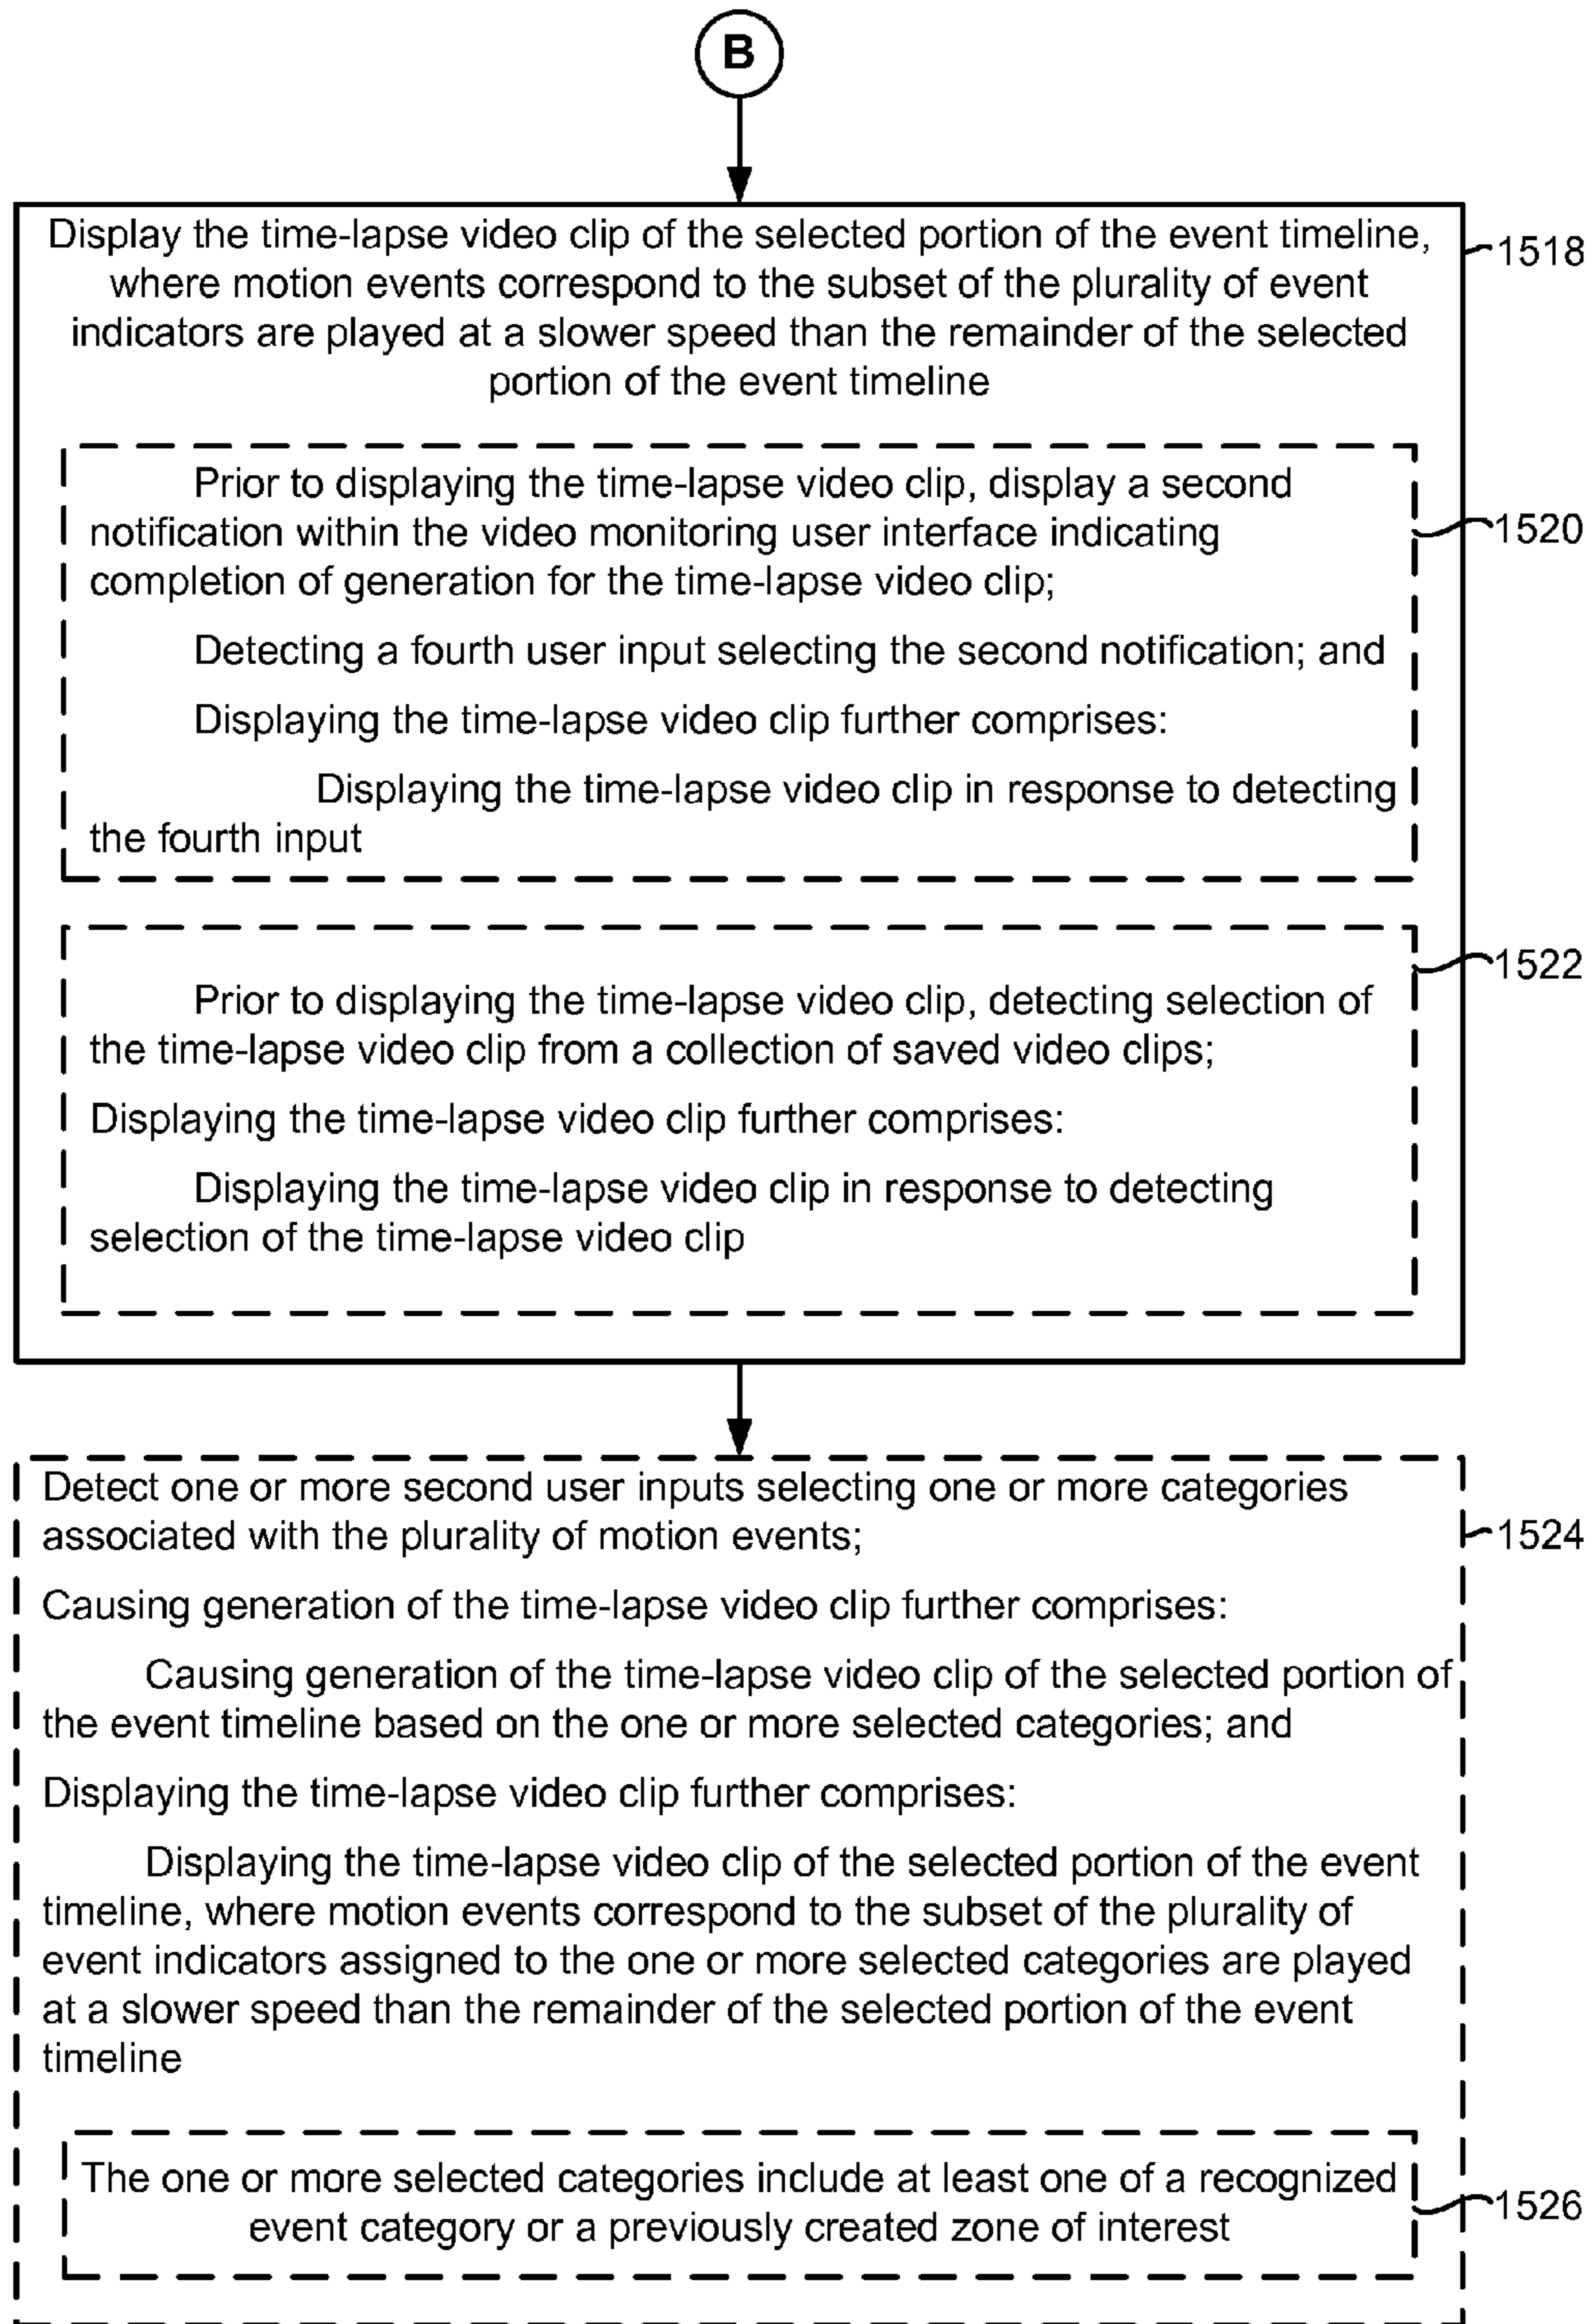 B
Display the time-lapse video clip of the selected portion of the event timeline,
where motion events correspond to the subset of the plurality of event
indicators are played at a slower speed than the remainder of the selected
portion of the event timeline
1518
Prior to displaying the time-lapse video clip, display a second
notification within the video monitoring user interface indicating
completion of generation for the time-lapse video clip;
Detecting a fourth user input selecting the second notification; and
Displaying the time-lapse video clip further comprises:
Displaying the time-lapse video clip in response to detecting
the fourth input
1520
Prior to displaying the time-lapse video clip, detecting selection of
the time-lapse video clip from a collection of saved video clips;
Displaying the time-lapse video clip further comprises:
Displaying the time-lapse video clip in response to detecting
selection of the time-lapse video clip
1522
Detect one or more second user inputs selecting one or more categories
associated with the plurality of motion events;
Causing generation of the time-lapse video clip further comprises:
Causing generation of the time-lapse video clip of the selected portion of
the event timeline based on the one or more selected categories; and
Displaying the time-lapse video clip further comprises:
Displaying the time-lapse video clip of the selected portion of the event
timeline, where motion events correspond to the subset of the plurality of
event indicators assigned to the one or more selected categories are played
at a slower speed than the remainder of the selected portion of the event
timeline
1524
The one or more selected categories include at least one of a recognized
event category or a previously created zone of interest
1526